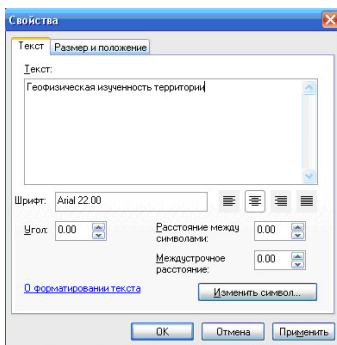 Свойства
Текст Размер и положение
Текст:
Геофизическая изученность территории
Шрифт: Arial 22.00
Угол: 0.00 Расстояние между символами: 0.00
Междустрочное расстояние: 0.00
О форматировании текста Изменить символ...
OK Отмена Применить